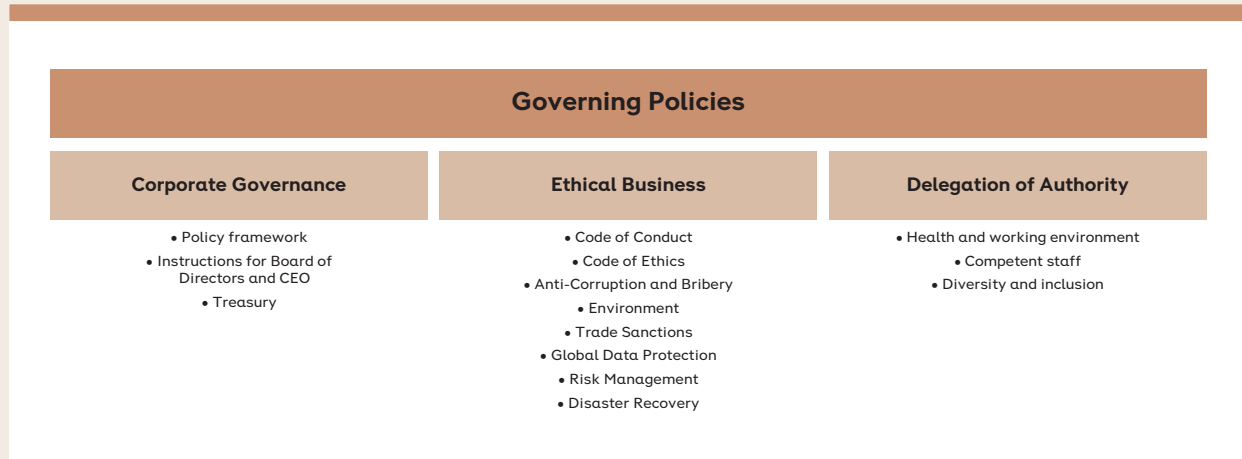 Governing Policies
Corporate Governance
• Policy framework
• Instructions for Board of
Directors and CEO
• Treasury
Ethical Business
• Code of Conduct
• Code of Ethics
• Anti-Corruption and Bribery
• Environment
• Trade Sanctions
• Global Data Protection
• Risk Management
• Disaster Recovery
Delegation of Authority
• Health and working environment
• Competent staff
• Diversity and inclusion